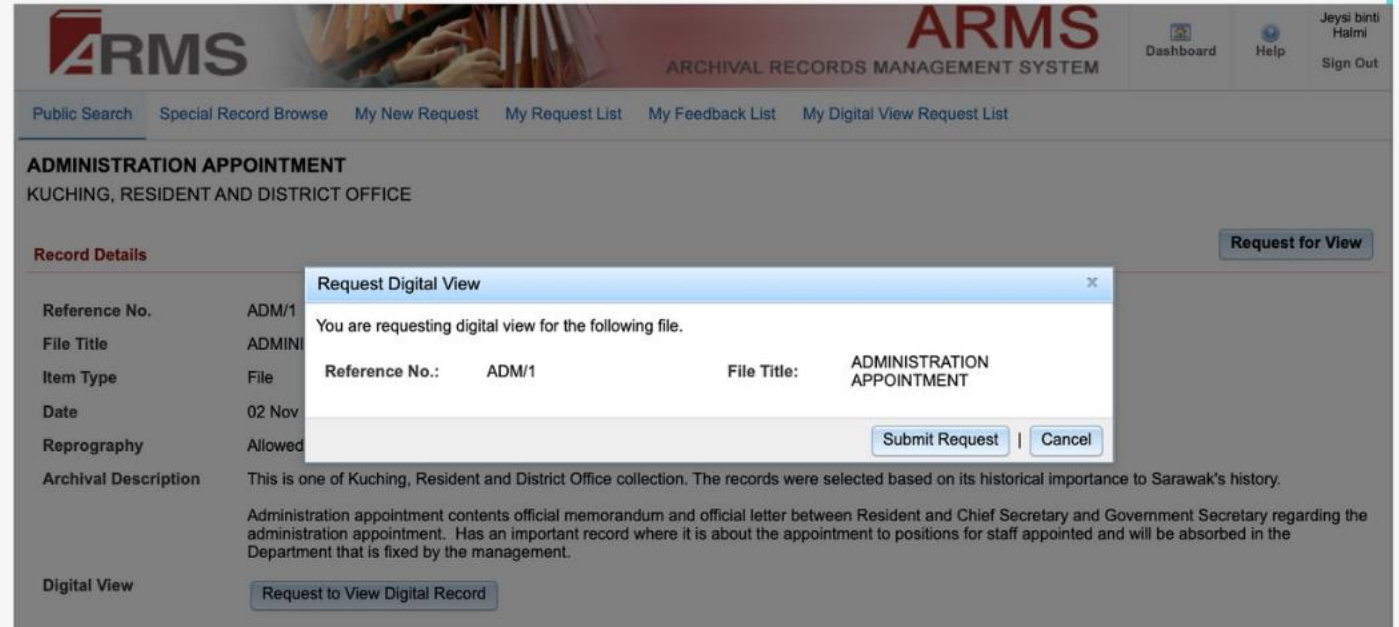 ARMS
ARMS
ARCHIVAL RECORDS MANAGEMENT SYSTEM
Dashboard
Help
Jeysi binti
Halmi
Sign Out
Public Search Special Record Browse My New Request My Request List My Feedback List My Digital View Request List
ADMINISTRATION APPOINTMENT
KUCHING, RESIDENT AND DISTRICT OFFICE
Request for View
Record Details
Request Digital View x
You are requesting digital view for the following file.
Reference No.: ADM/1 File Title: ADMINISTRATION
APPOINTMENT
Submit Request | Cancel
Reference No. ADM/1
File Title ADMINI
Item Type File
Date 02 Nov
Reprography Allowed
Archival Description This is one of Kuching, Resident and District Office collection. The records were selected based on its historical importance to Sarawak's history.
Administration appointment contents official memorandum and official letter between Resident and Chief Secretary and Government Secretary regarding the
administration appointment. Has an important record where it is about the appointment to positions for staff appointed and will be absorbed in the
Department that is fixed by the management.
Digital View Request to View Digital Record